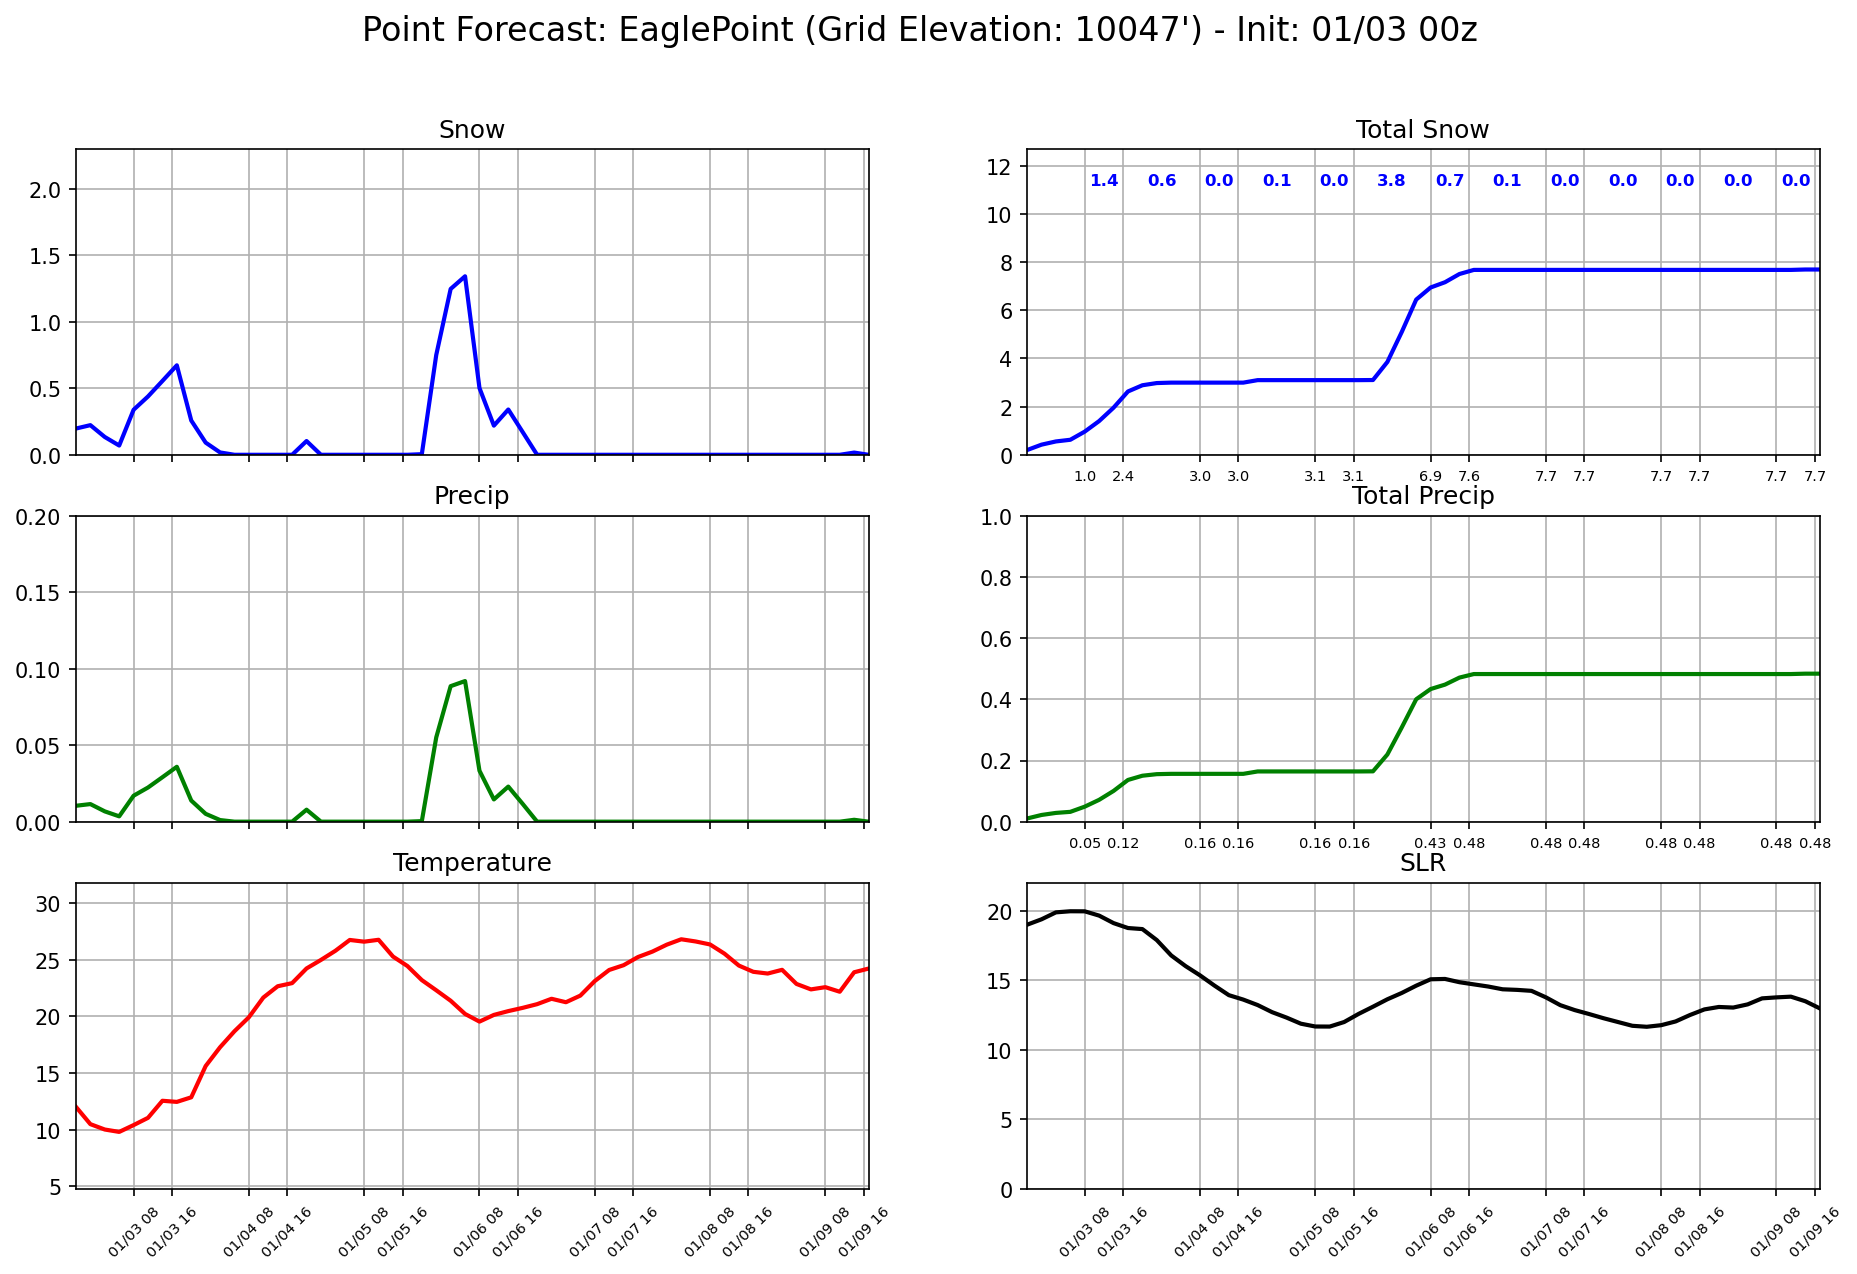 Point Forecast: EaglePoint (Grid Elevation: 10047') - Init: 01/03 00z
Snow
2.0
1.5
1.0
0.5
0.0
Total Snow
12
10
8
6
4
2
0
1.4 0.6 0.0 0.1 0.0 3.8 0.7 0.1 0.0 0.0 0.0 0.0 0.0
1.0 2.4 3.0 3.0 3.1 3.1 6.9 7.6 7.7 7.7 7.7 7.7 7.7 7.7
Precip
0.20
0.15
0.10
0.05
0.00
Total Precip
1.0
0.8
0.6
0.4
0.2
0.0
0.05 0.12 0.16 0.16 0.16 0.16 0.43 0.48 0.48 0.48 0.48 0.48 0.48 0.48
Temperature
30
25
20
15
10
5
01/03 08 01/03 16 01/04 08 01/04 16 01/05 08 01/05 16 01/06 08 01/06 16 01/07 08 01/07 16 01/08 08 01/08 16 01/09 08 01/09 16
SLR
20
15
10
5
0
01/03 08 01/03 16 01/04 08 01/04 16 01/05 08 01/05 16 01/06 08 01/06 16 01/07 08 01/07 16 01/08 08 01/08 16 01/09 08 01/09 16